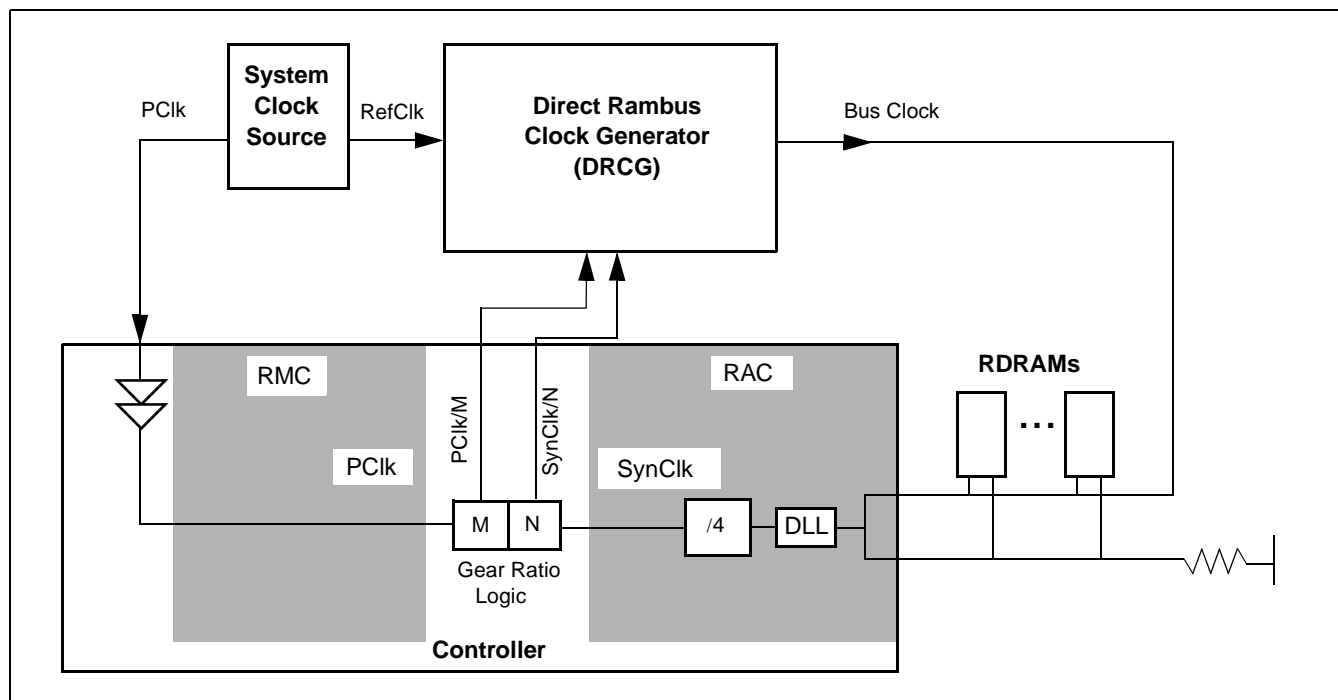 System
Clock
Source
PClk
RefClk
Direct Rambus
Clock Generator
(DRCG)
Bus Clock
RMC
RAC
RDRAMs
...
PClk/M
SynClk/N
PClk
SynClk
M
N
/4
DLL
Gear Ratio
Logic
Controller